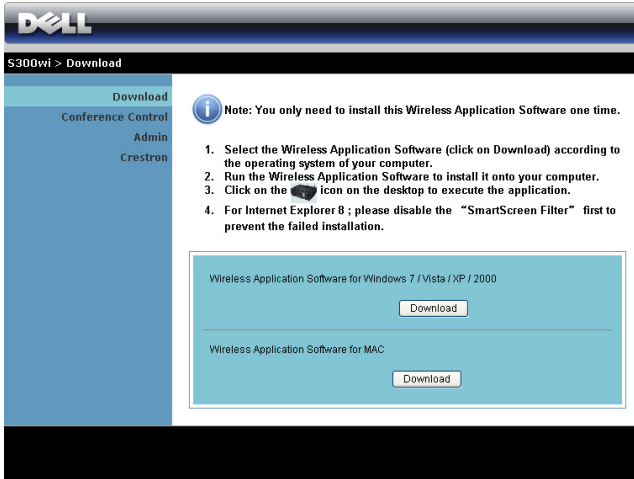 DELL
S300wi > Download
Download
Conference Control
Admin
Crestron
Note: You only need to install this Wireless Application Software one time.
1. Select the Wireless Application Software (click on Download) according to
the operating system of your computer.
2. Run the Wireless Application Software to install it onto your computer.
3. Click on the icon on the desktop to execute the application.
4. For Internet Explorer 8 ; please disable the “SmartScreen Filter” first to
prevent the failed installation.
Wireless Application Software for Windows 7 / Vista / XP / 2000
Download
Wireless Application Software for MAC
Download